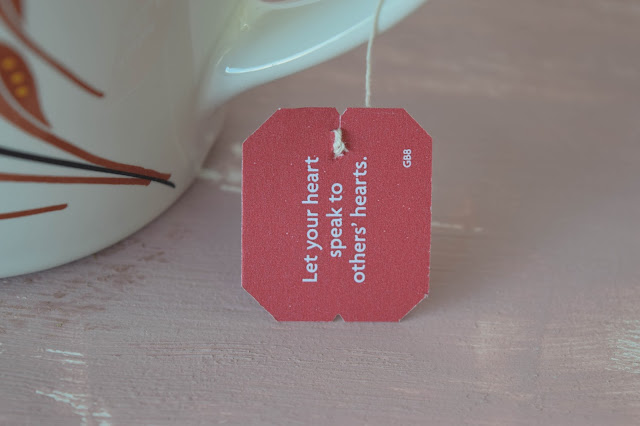 Let your heart
speak to
others’ hearts.
GB8